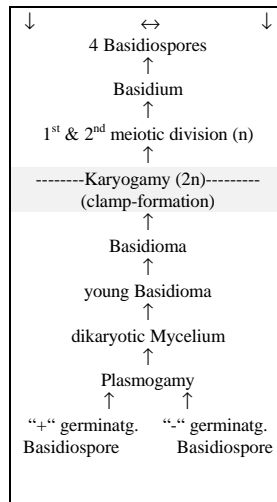 ↓ ↔ ↓
4 Basidiospores
↑
Basidium
↑
1st & 2nd meiotic division (n)
↑
--------Karyogamy (2n)---------
(clamp-formation)
↑
Basidioma
↑
young Basidioma
↑
dikaryotic Mycelium
↑
Plasmogamy
↑ ↑
“+“ germinatg. “-“ germinatg.
Basidiospore Basidiospore